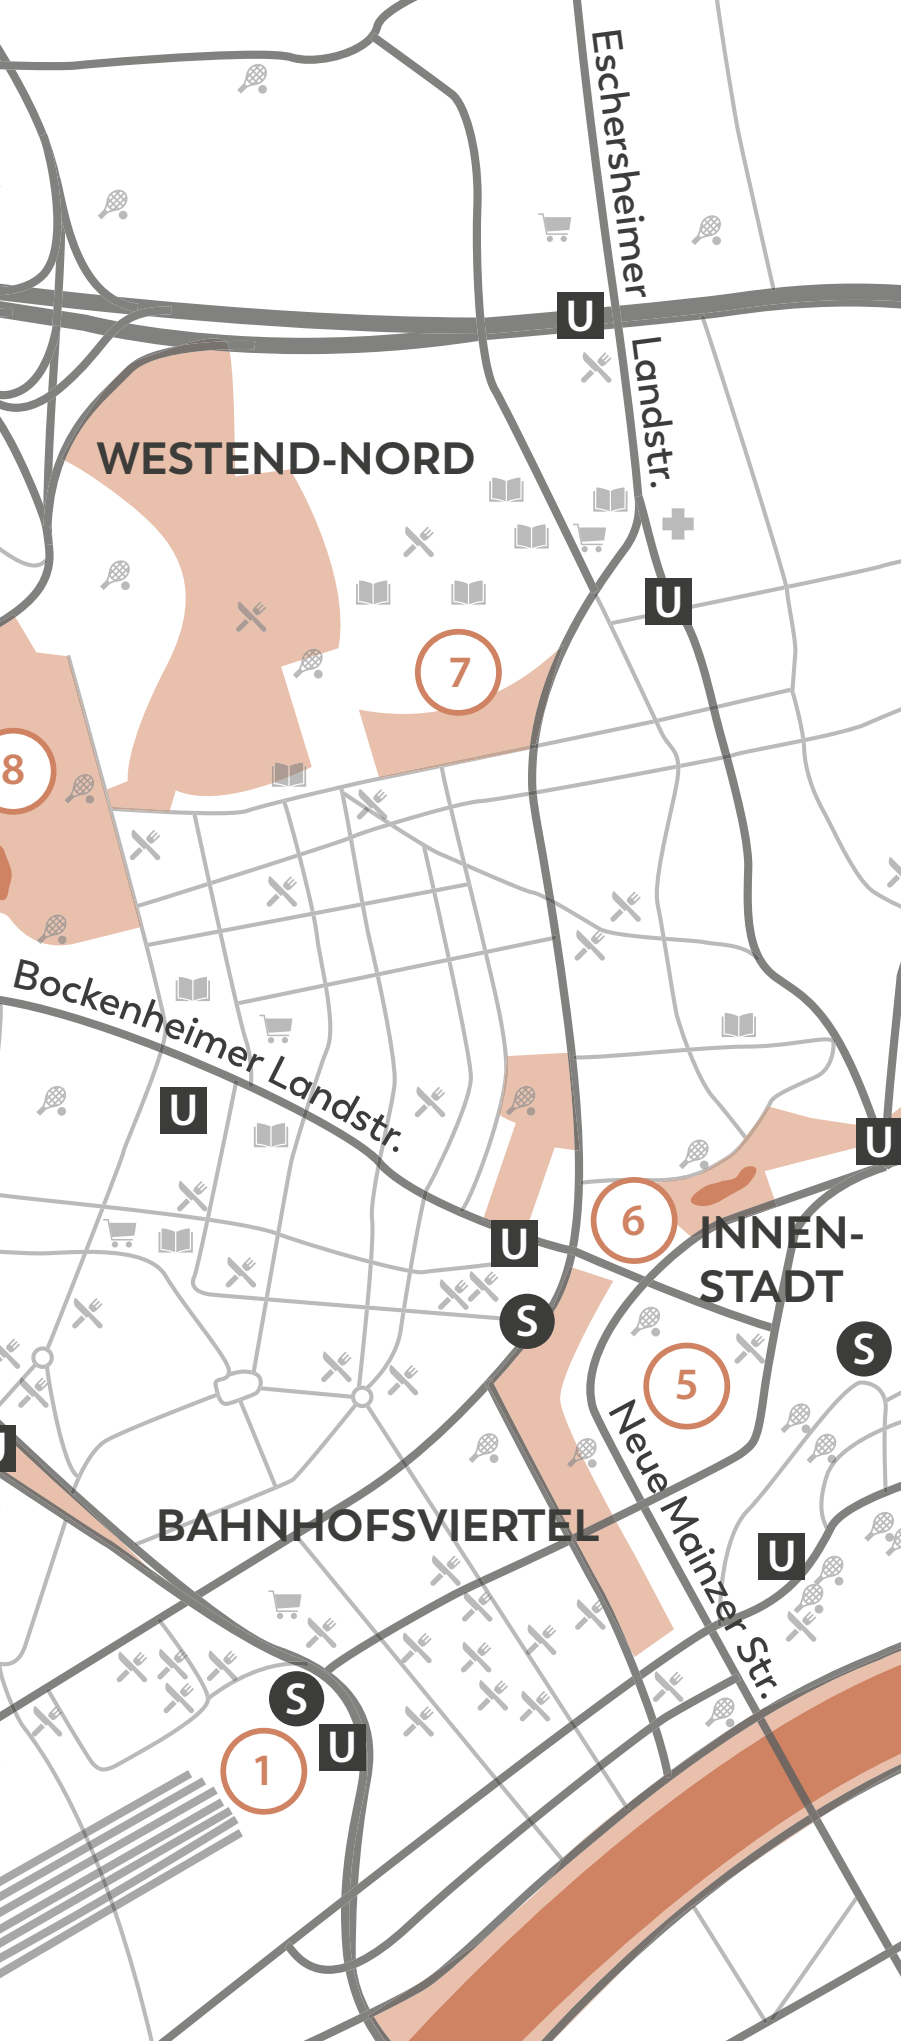 Eschersheimer Landstr.
U
WESTEND-NORD
U
7
8
Bockenheimer Landstr.
U
U
6
U
INNEN-
STADT
S
S
5
Neue Mainzer Str.
U
BAHNHOFSVIERTEL
U
S
U
1